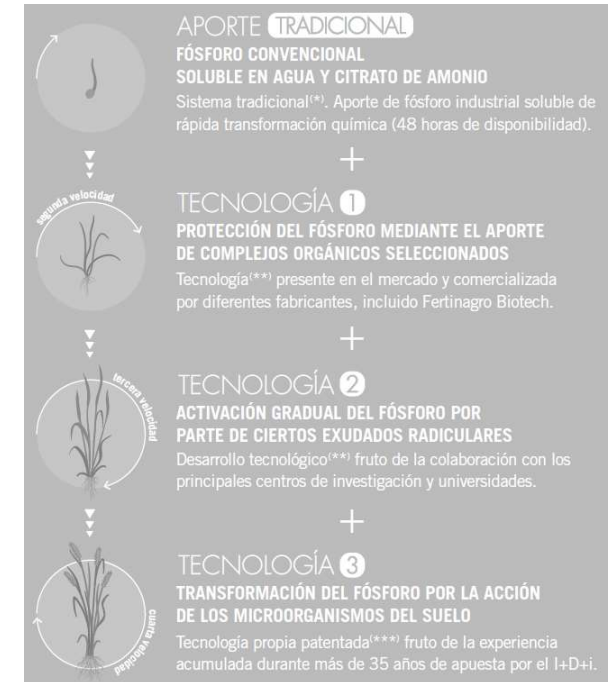 APORTE TRADICIONAL
FÓSFORO CONVENCIONAL
SOLUBLE EN AGUA Y CITRATO DE AMONIO
Sistema tradicional(*). Aporte de fósforo industrial soluble de
rápida transformación química (48 horas de disponibilidad).
+
segunda velocidad
TECNOLOGÍA 1
PROTECCIÓN DEL FÓSFORO MEDIANTE EL APORTE
DE COMPLEJOS ORGÁNICOS SELECCIONADOS
Tecnología(**) presente en el mercado y comercializada
por diferentes fabricantes, incluido Fertinagro Biotech.
+
tercera velocidad
TECNOLOGÍA 2
ACTIVACIÓN GRADUAL DEL FÓSFORO POR
PARTE DE CIERTOS EXUDADOS RADICULARES
Desarrollo tecnológico(**) fruto de la colaboración con los
principales centros de investigación y universidades.
+
cuarta velocidad
TECNOLOGÍA 3
TRANSFORMACIÓN DEL FÓSFORO POR LA ACCIÓN
DE LOS MICROORGANISMOS DEL SUELO
Tecnología propia patentada(***) fruto de la experiencia
acumulada durante más de 35 años de apuesta por el I+D+i.